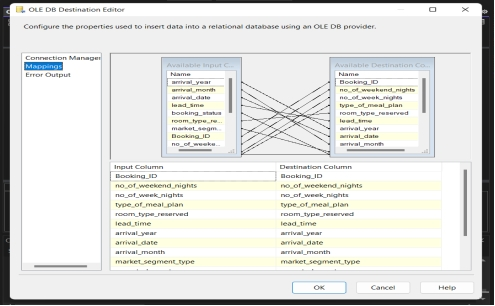 OLE DB Destination Editor
Configure the properties used to insert data into a relational database using an OLE DB provider.
Connection Manager
Mappings
Error Output
Available Input C...
Name
arrival_year
arrival_month
arrival_date
lead_time
booking_status
room_type_re...
market_segm...
Booking_ID
no_of_weeke...
Available Destination Co...
Name
Booking_ID
no_of_weekend_nights
no_of_week_nights
type_of_meal_plan
room_type_reserved
lead_time
arrival_year
arrival_date
arrival_month
Input Column Destination Column
Booking_ID Booking_ID
no_of_weekend_nights no_of_weekend_nights
no_of_week_nights no_of_week_nights
type_of_meal_plan type_of_meal_plan
room_type_reserved room_type_reserved
lead_time lead_time
arrival_year arrival_year
arrival_date arrival_date
arrival_month arrival_month
market_segment_type market_segment_type
OK Cancel Help